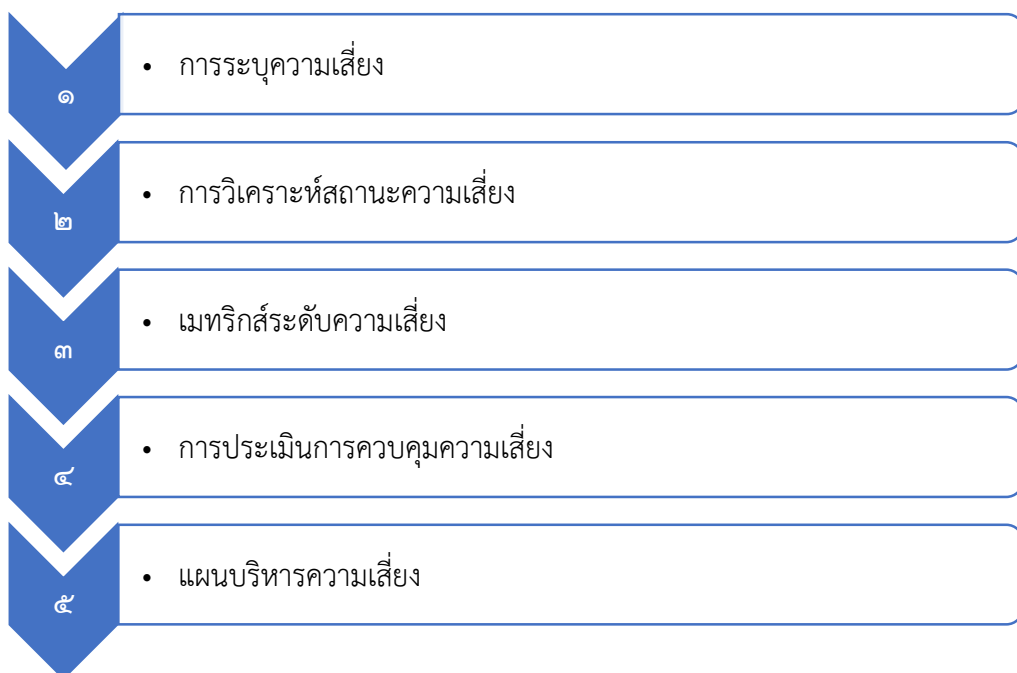 ๑
• การระบุความเสี่ยง
๒
• การวิเคราะห์สถานะความเสี่ยง
๓
• เมทริกส์ระดับความเสี่ยง
๔
• การประเมินการควบคุมความเสี่ยง
๕
• แผนบริหารความเสี่ยง